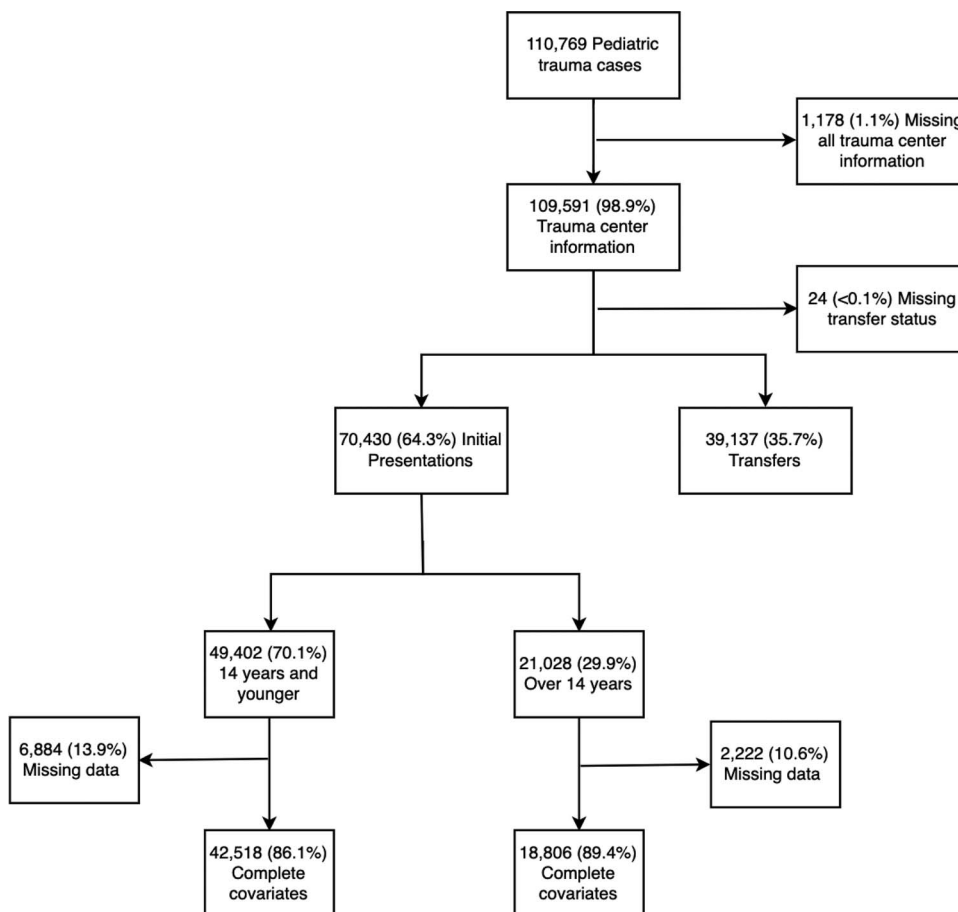 110,769 Pediatric
trauma cases
1,178 (1.1%) Missing
all trauma center
information
109,591 (98.9%)
Trauma center
information
24 (<0.1%) Missing
transfer status
70,430 (64.3%) Initial
Presentations
39,137 (35.7%)
Transfers
49,402 (70.1%)
14 years and
younger
21,028 (29.9%)
Over 14 years
6,884 (13.9%)
Missing data
2,222 (10.6%)
Missing data
42,518 (86.1%)
Complete
covariates
18,806 (89.4%)
Complete
covariates